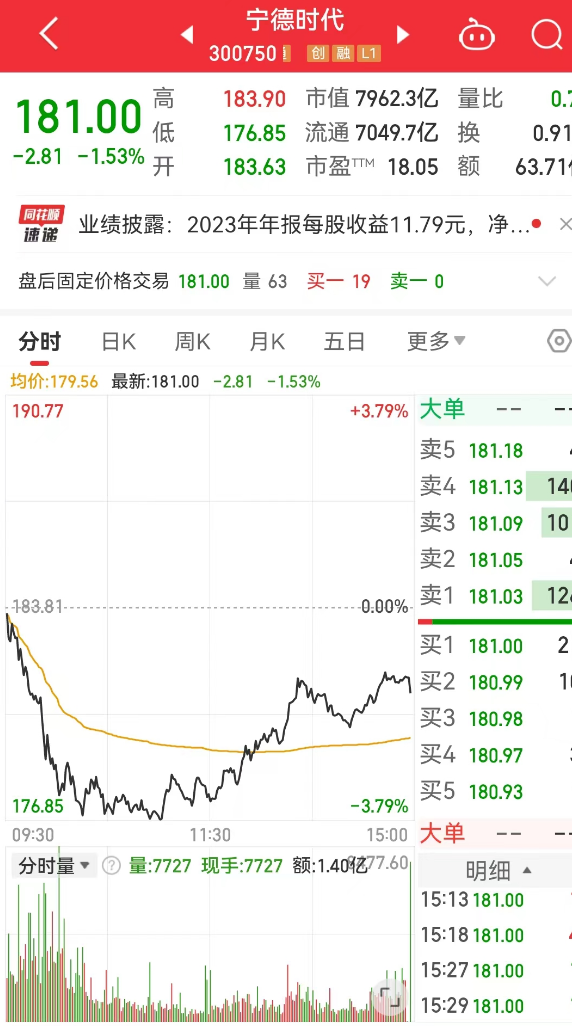 宁德时代
300750 创 融 L1
181.00
-2.81 -1.53%
高 183.90 市值 7962.3亿 量比 0.7
低 176.85 流通 7049.7亿 换 0.91
开 183.63 市盈TTM 18.05 额 63.71
同花顺
速递
业绩披露：2023年年报每股收益11.79元，净...
盘后固定价格交易 181.00 量 63 买一 19 卖一 0
分时 日K 周K 月K 五日 更多
均价:179.56 最新:181.00 -2.81 -1.53%
190.77 +3.79%
183.81 0.00%
176.85 -3.79%
09:30 11:30 15:00
分时量 ? 量:7727 现手:7727 额:1.40亿
大单 -- --
卖5 181.18
卖4 181.13 140
卖3 181.09 10
卖2 181.05
卖1 181.03 126
买1 181.00 2
买2 180.99 10
买3 180.98
买4 180.97
买5 180.93
大单 -- --
明细
15:13 181.00
15:18 181.00
15:27 181.00
15:29 181.00